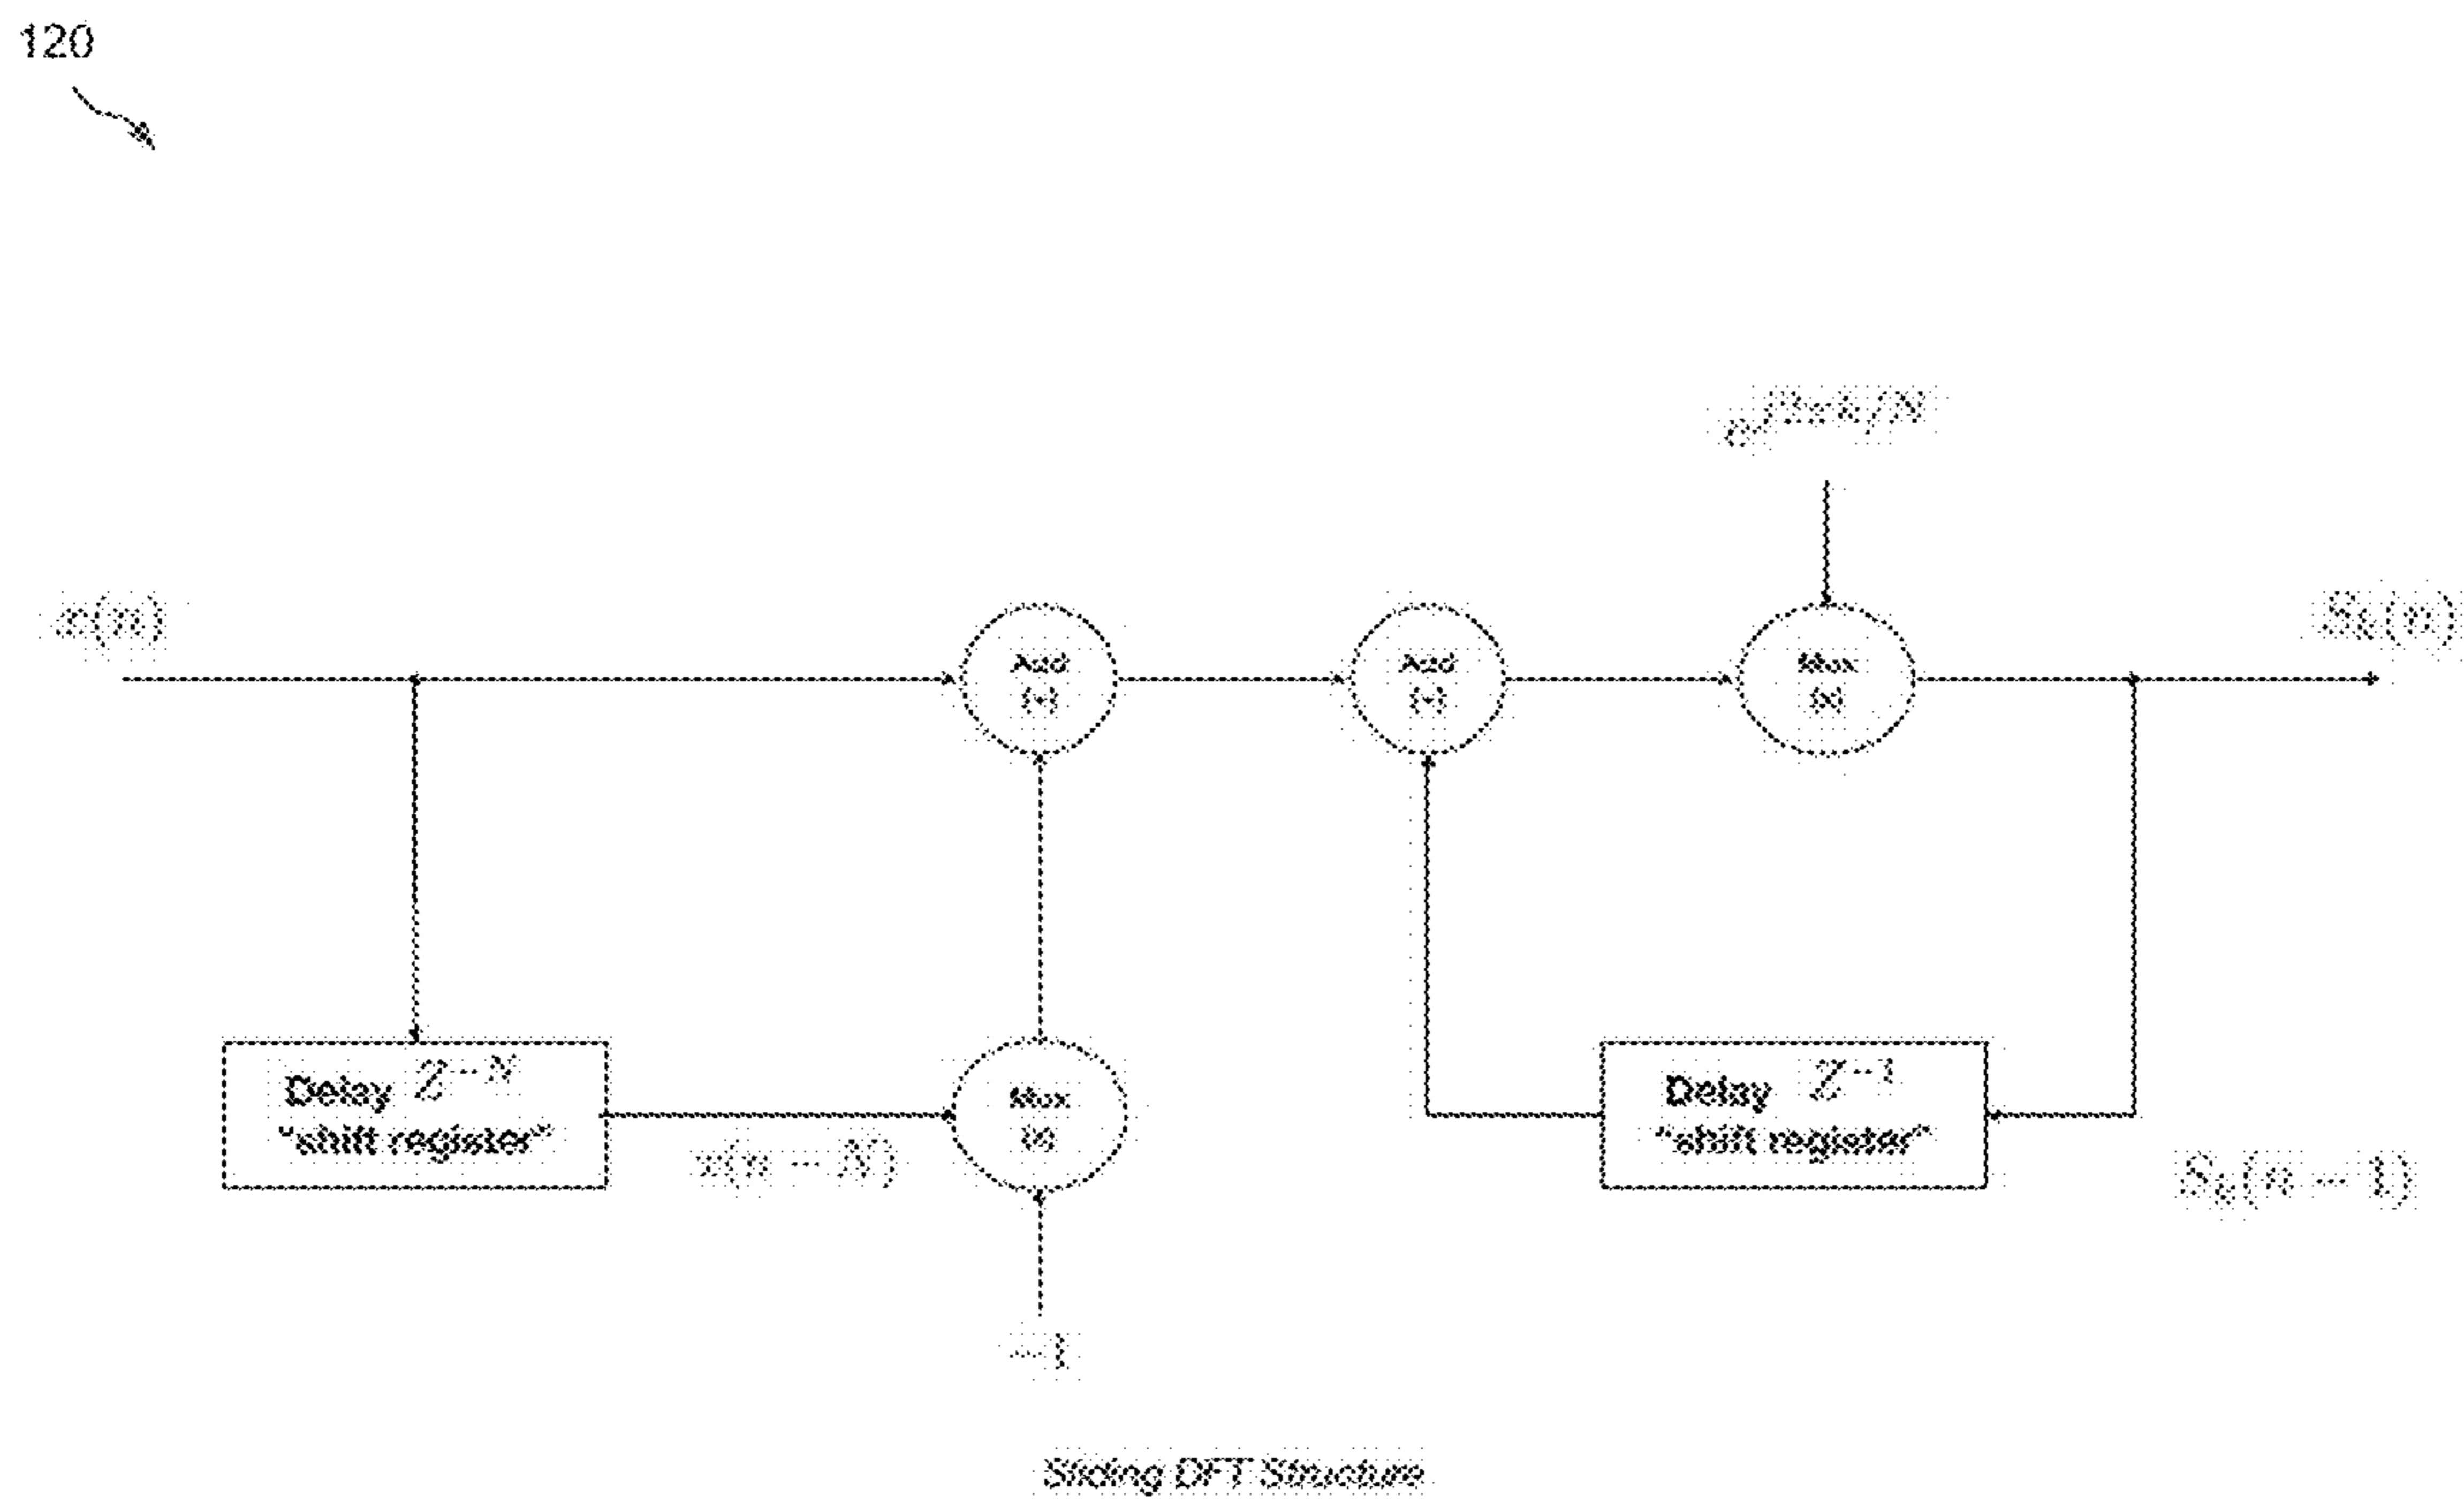 120
e^{j2πk/N}
x(n)
S_k(n)
Add
(+)
Add
(+)
Mux
(x)
Delay Z^{-N}
"shift register"
x(n - N)
Mux
(x)
Delay Z^{-1}
"shift register"
S_k(n - 1)
-1
Sliding DFT Structure